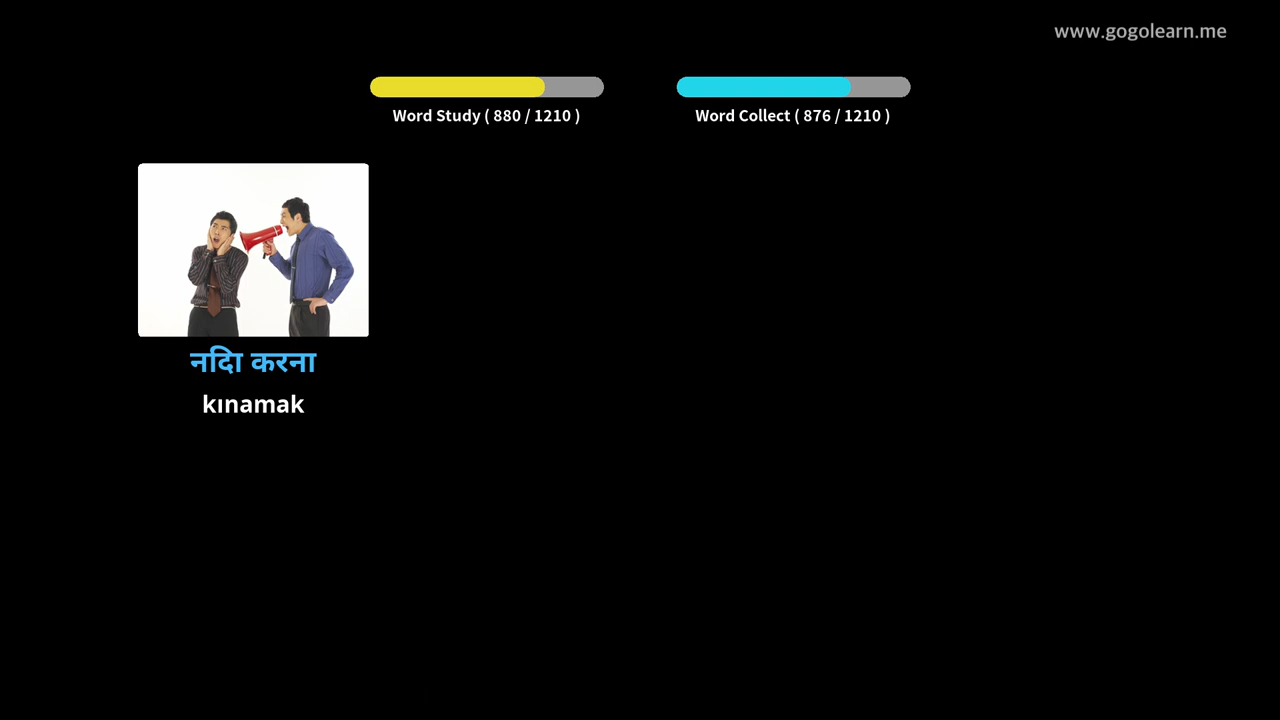 www.gogolearn.me
Word Study ( 880 / 1210 )
Word Collect ( 876 / 1210 )
नदिा करना
kınamak